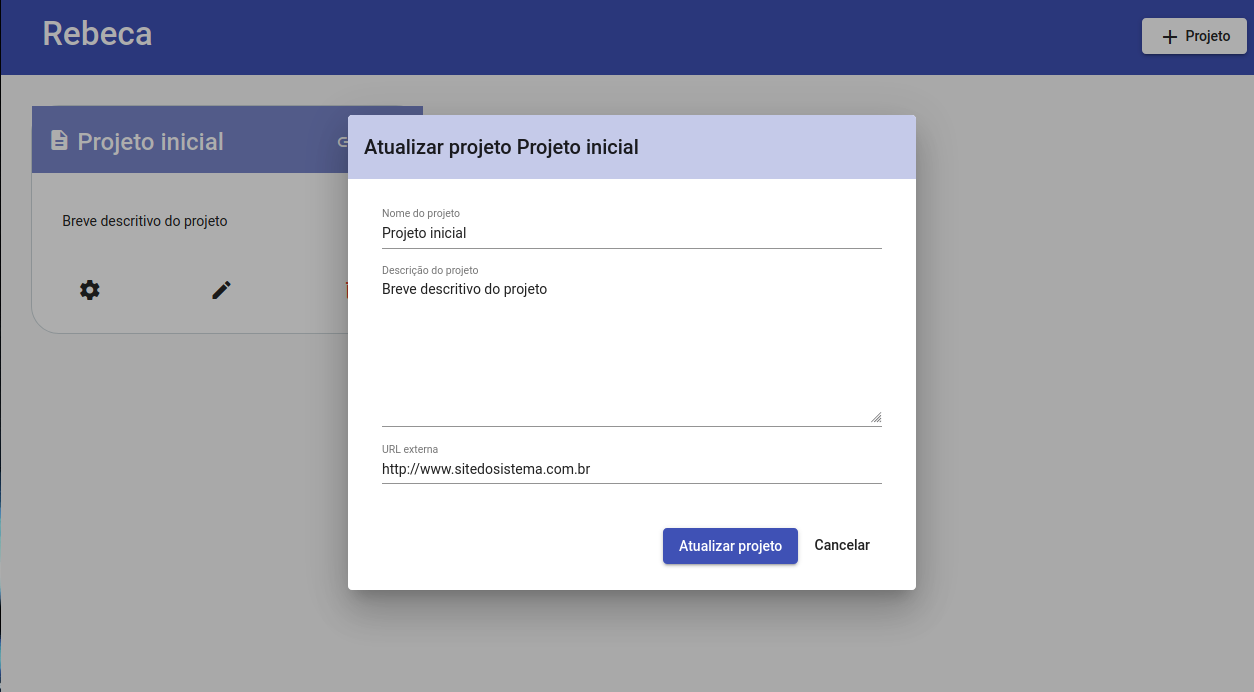 Rebeca
Projeto
Projeto inicial
Breve descritivo do projeto
Atualizar projeto Projeto inicial
Nome do projeto
Projeto inicial
Descrição do projeto
Breve descritivo do projeto
URL externa
http://www.sitedosistema.com.br
Atualizar projeto
Cancelar